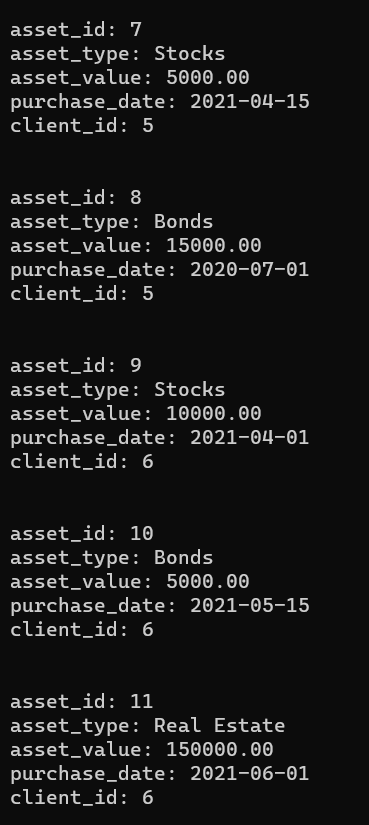 asset_id: 7
asset_type: Stocks
asset_value: 5000.00
purchase_date: 2021-04-15
client_id: 5
asset_id: 8
asset_type: Bonds
asset_value: 15000.00
purchase_date: 2020-07-01
client_id: 5
asset_id: 9
asset_type: Stocks
asset_value: 10000.00
purchase_date: 2021-04-01
client_id: 6
asset_id: 10
asset_type: Bonds
asset_value: 5000.00
purchase_date: 2021-05-15
client_id: 6
asset_id: 11
asset_type: Real Estate
asset_value: 150000.00
purchase_date: 2021-06-01
client_id: 6